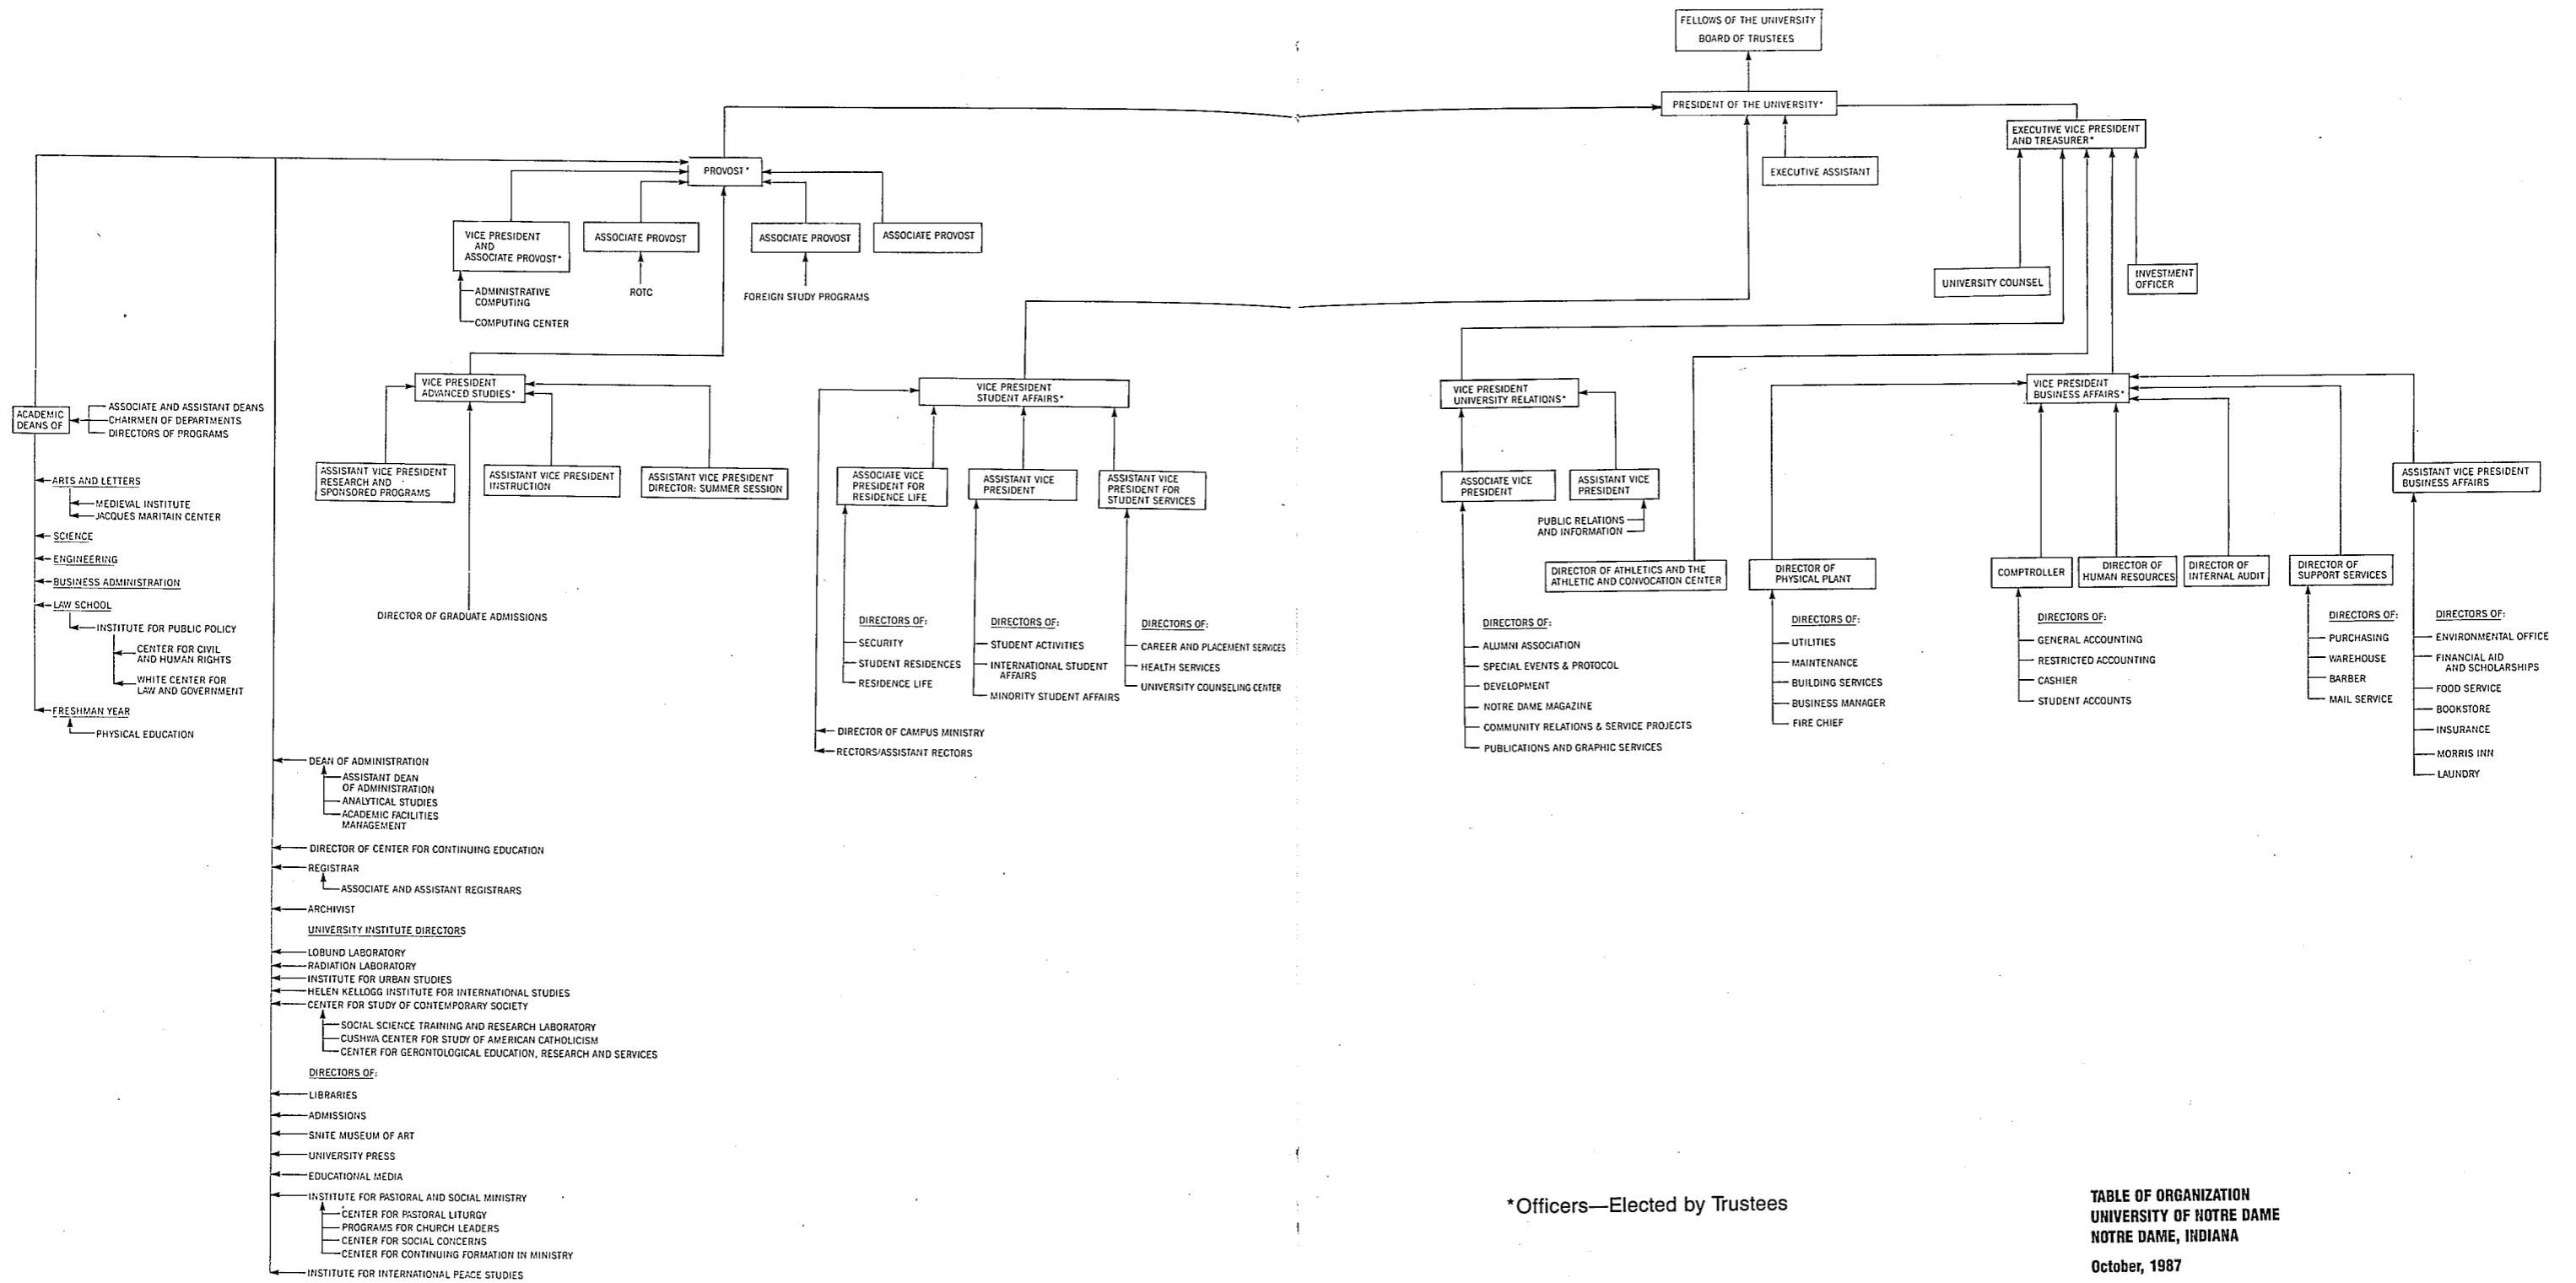 FELLOWS OF THE UNIVERSITY
BOARD OF TRUSTEES
PRESIDENT OF THE UNIVERSITY*
EXECUTIVE VICE PRESIDENT
AND TREASURER*
EXECUTIVE ASSISTANT
PROVOST*
VICE PRESIDENT
AND
ASSOCIATE PROVOST*
ASSOCIATE PROVOST
ASSOCIATE PROVOST
ASSOCIATE PROVOST
ADMINISTRATIVE
COMPUTING
COMPUTING CENTER
ROTC
FOREIGN STUDY PROGRAMS
UNIVERSITY COUNSEL
INVESTMENT
OFFICER
ACADEMIC
DEANS OF
ASSOCIATE AND ASSISTANT DEANS
CHAIRMEN OF DEPARTMENTS
DIRECTORS OF PROGRAMS
ARTS AND LETTERS
MEDIEVAL INSTITUTE
JACQUES MARITAIN CENTER
SCIENCE
ENGINEERING
BUSINESS ADMINISTRATION
LAW SCHOOL
INSTITUTE FOR PUBLIC POLICY
CENTER FOR CIVIL
AND HUMAN RIGHTS
WHITE CENTER FOR
LAW AND GOVERNMENT
FRESHMAN YEAR
PHYSICAL EDUCATION
VICE PRESIDENT
ADVANCED STUDIES*
ASSISTANT VICE PRESIDENT
RESEARCH AND
SPONSORED PROGRAMS
ASSISTANT VICE PRESIDENT
INSTRUCTION
ASSISTANT VICE PRESIDENT
DIRECTOR: SUMMER SESSION
DIRECTOR OF GRADUATE ADMISSIONS
VICE PRESIDENT
STUDENT AFFAIRS*
ASSOCIATE VICE
PRESIDENT FOR
RESIDENCE LIFE
ASSISTANT VICE
PRESIDENT
ASSISTANT VICE
PRESIDENT FOR
STUDENT SERVICES
DIRECTORS OF:
SECURITY
STUDENT RESIDENCES
RESIDENCE LIFE
DIRECTORS OF:
STUDENT ACTIVITIES
INTERNATIONAL STUDENT
AFFAIRS
MINORITY STUDENT AFFAIRS
DIRECTORS OF:
CAREER AND PLACEMENT SERVICES
HEALTH SERVICES
UNIVERSITY COUNSELING CENTER
DIRECTOR OF CAMPUS MINISTRY
RECTORS/ASSISTANT RECTORS
VICE PRESIDENT
UNIVERSITY RELATIONS*
ASSOCIATE VICE
PRESIDENT
ASSISTANT VICE
PRESIDENT
PUBLIC RELATIONS
AND INFORMATION
DIRECTOR OF ATHLETICS AND THE
ATHLETIC AND CONVOCATION CENTER
DIRECTORS OF:
ALUMNI ASSOCIATION
SPECIAL EVENTS & PROTOCOL
DEVELOPMENT
NOTRE DAME MAGAZINE
COMMUNITY RELATIONS & SERVICE PROJECTS
PUBLICATIONS AND GRAPHIC SERVICES
VICE PRESIDENT
BUSINESS AFFAIRS*
ASSISTANT VICE PRESIDENT
BUSINESS AFFAIRS
DIRECTOR OF
PHYSICAL PLANT
COMPTROLLER
DIRECTOR OF
HUMAN RESOURCES
DIRECTOR OF
INTERNAL AUDIT
DIRECTOR OF
SUPPORT SERVICES
DIRECTORS OF:
UTILITIES
MAINTENANCE
BUILDING SERVICES
BUSINESS MANAGER
FIRE CHIEF
DIRECTORS OF:
GENERAL ACCOUNTING
RESTRICTED ACCOUNTING
CASHIER
STUDENT ACCOUNTS
DIRECTORS OF:
PURCHASING
WAREHOUSE
BARBER
MAIL SERVICE
DIRECTORS OF:
ENVIRONMENTAL OFFICE
FINANCIAL AID
AND SCHOLARSHIPS
FOOD SERVICE
BOOKSTORE
INSURANCE
MORRIS INN
LAUNDRY
DEAN OF ADMINISTRATION
ASSISTANT DEAN
OF ADMINISTRATION
ANALYTICAL STUDIES
ACADEMIC FACILITIES
MANAGEMENT
DIRECTOR OF CENTER FOR CONTINUING EDUCATION
REGISTRAR
ASSOCIATE AND ASSISTANT REGISTRARS
ARCHIVIST
UNIVERSITY INSTITUTE DIRECTORS
LOBUND LABORATORY
RADIATION LABORATORY
INSTITUTE FOR URBAN STUDIES
HELEN KELLOGG INSTITUTE FOR INTERNATIONAL STUDIES
CENTER FOR STUDY OF CONTEMPORARY SOCIETY
SOCIAL SCIENCE TRAINING AND RESEARCH LABORATORY
CUSHWA CENTER FOR STUDY OF AMERICAN CATHOLICISM
CENTER FOR GERONTOLOGICAL EDUCATION, RESEARCH AND SERVICES
DIRECTORS OF:
LIBRARIES
ADMISSIONS
SNITE MUSEUM OF ART
UNIVERSITY PRESS
EDUCATIONAL MEDIA
INSTITUTE FOR PASTORAL AND SOCIAL MINISTRY
CENTER FOR PASTORAL LITURGY
PROGRAMS FOR CHURCH LEADERS
CENTER FOR SOCIAL CONCERNS
CENTER FOR CONTINUING FORMATION IN MINISTRY
INSTITUTE FOR INTERNATIONAL PEACE STUDIES
*Officers—Elected by Trustees
TABLE OF ORGANIZATION
UNIVERSITY OF NOTRE DAME
NOTRE DAME, INDIANA
October, 1987